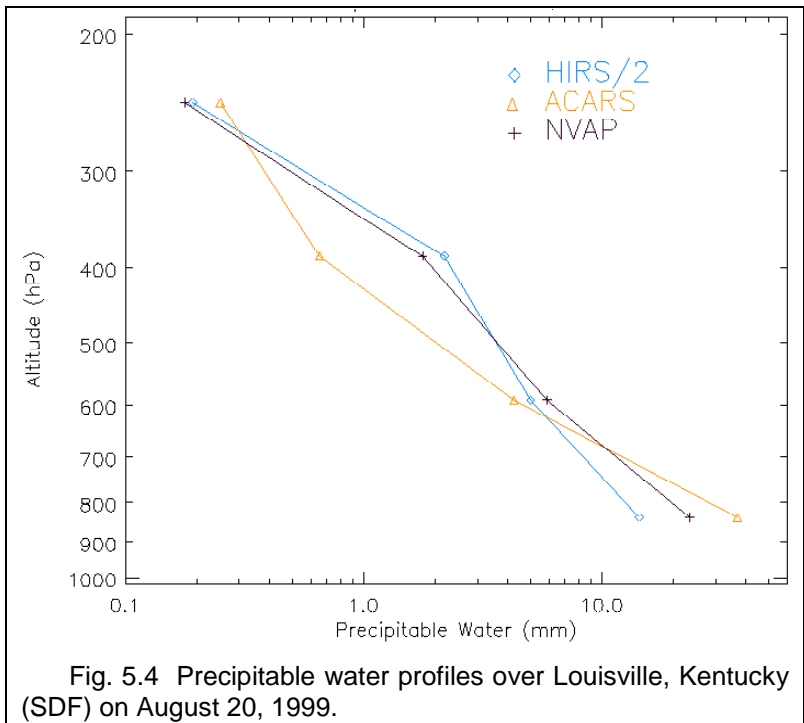 HIRS/2
ACARS
NVAP
200
300
400
500
600
700
800
900
1000
Altitude (hPa)
0.1
1.0
10.0
Precipitable Water (mm)
Fig. 5.4 Precipitable water profiles over Louisville, Kentucky
(SDF) on August 20, 1999.